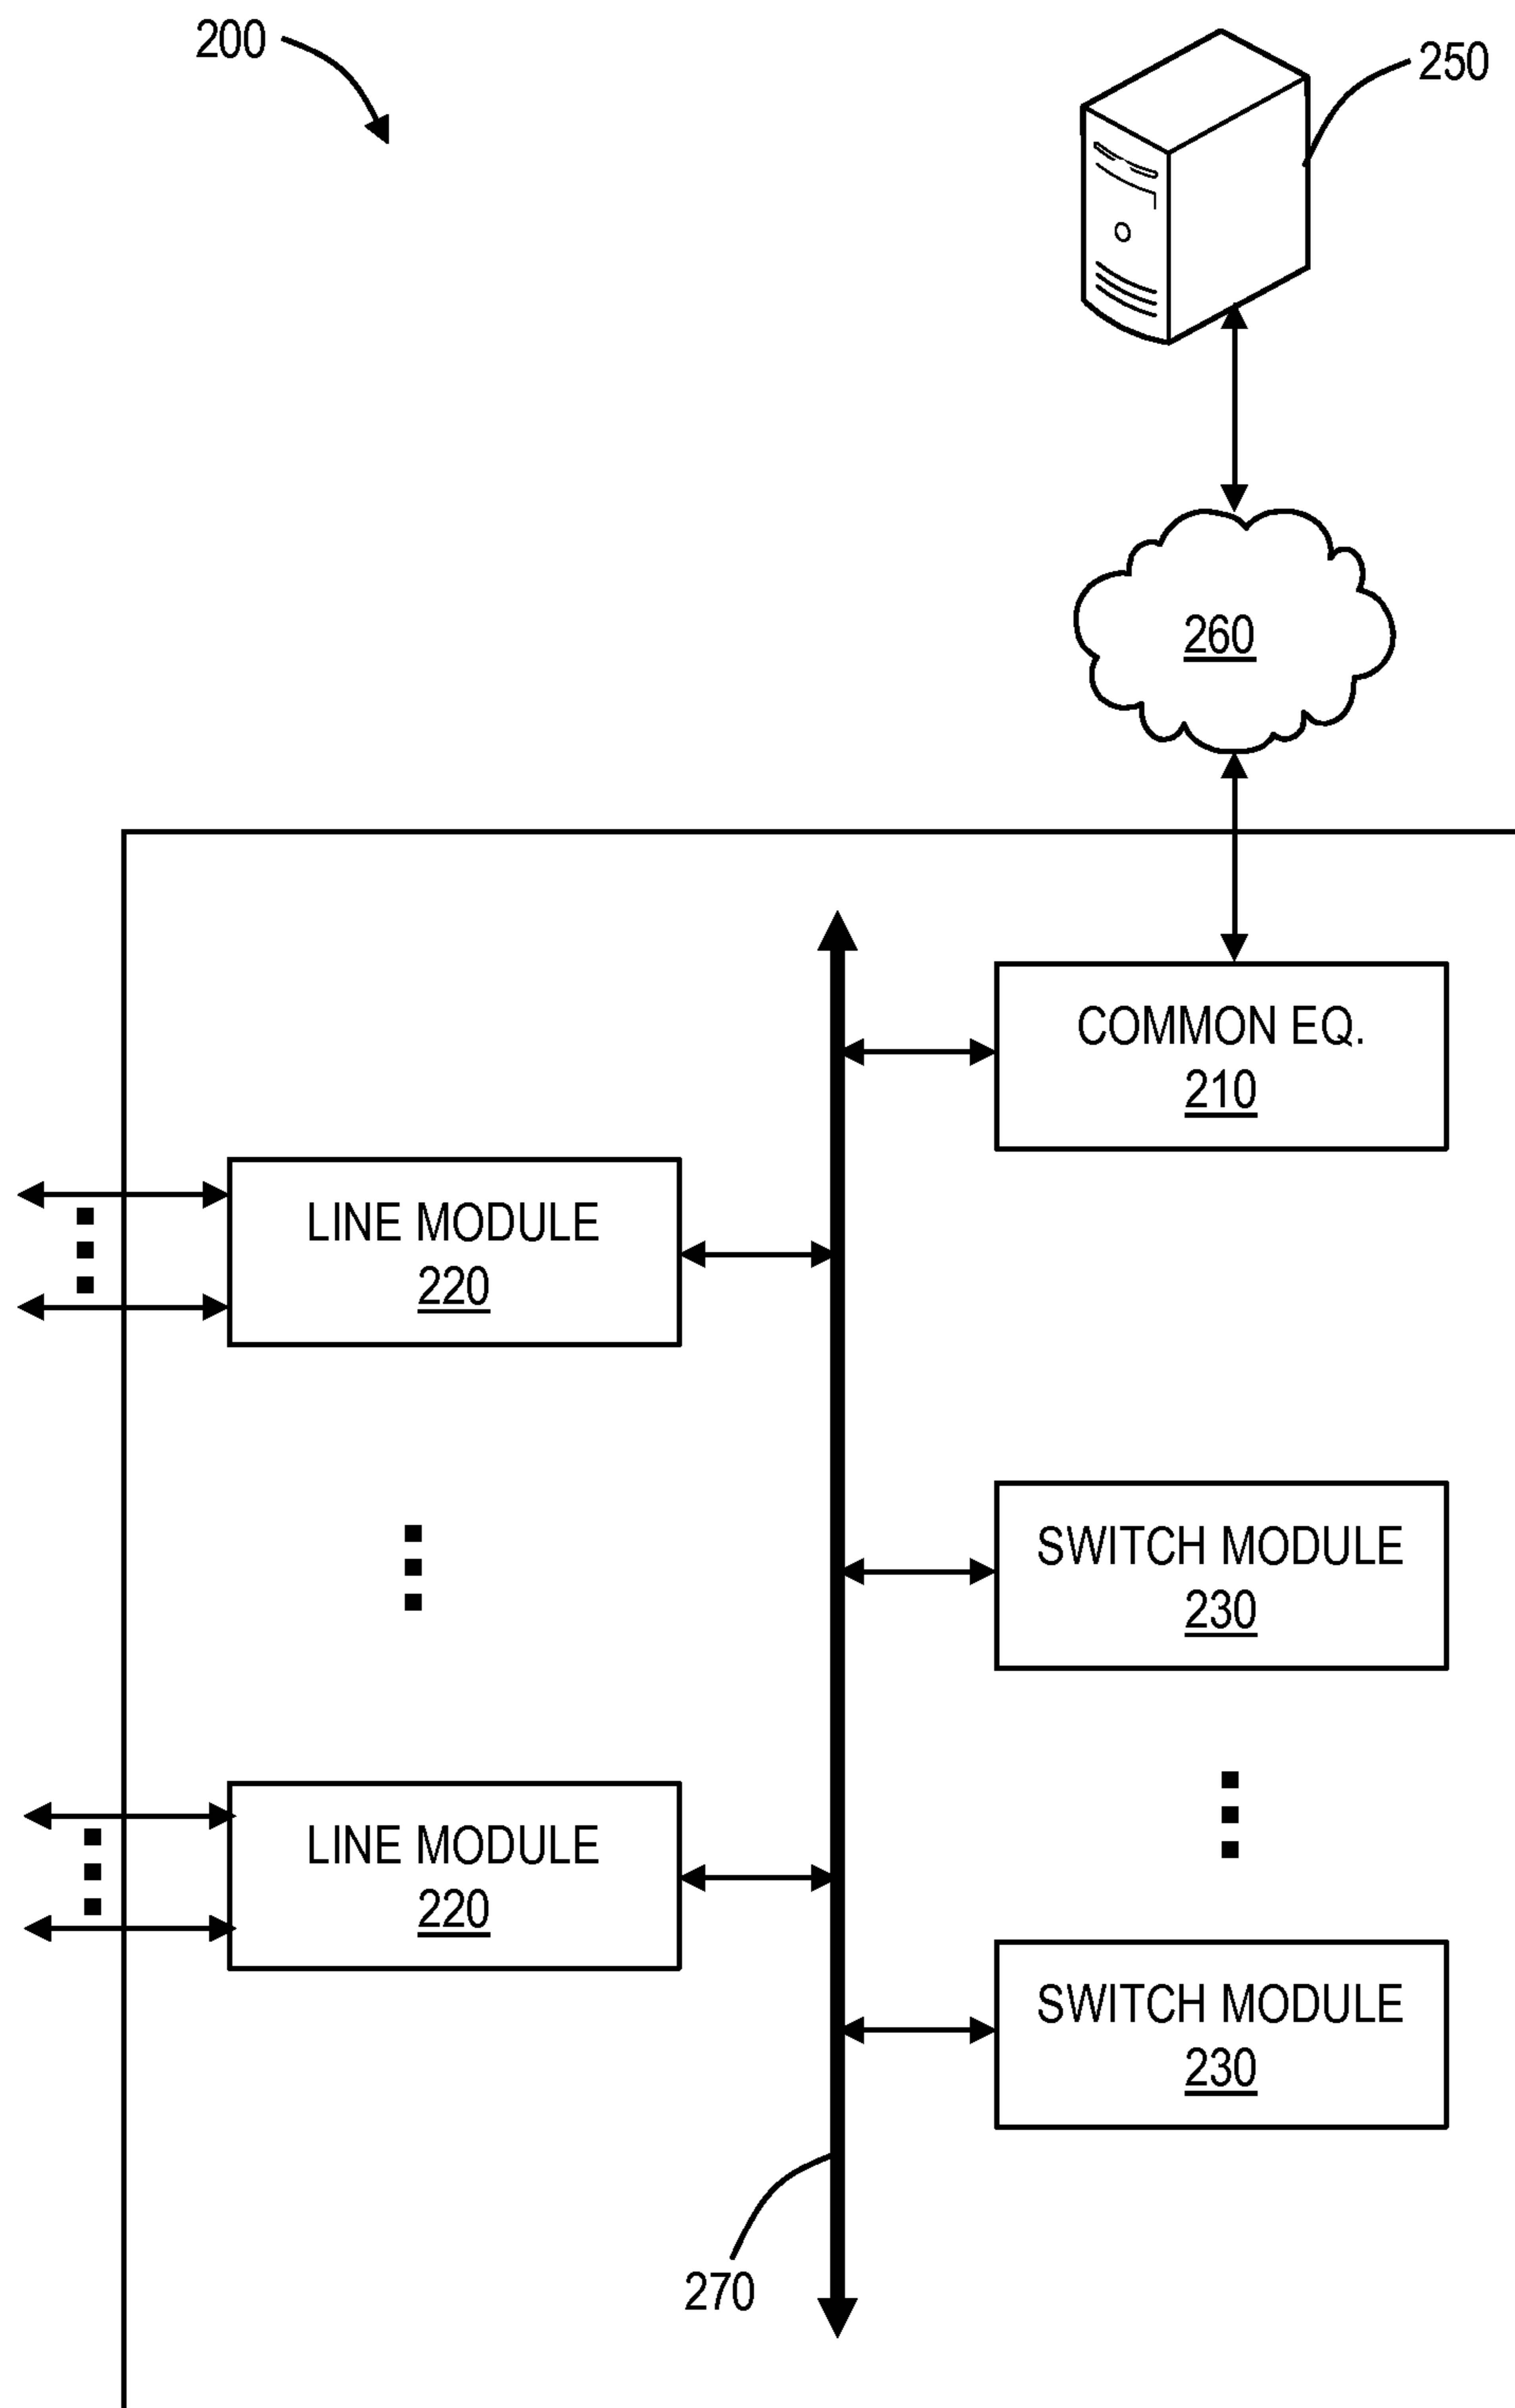 200
250
260
COMMON EQ.
210
LINE MODULE
220
SWITCH MODULE
230
LINE MODULE
220
SWITCH MODULE
230
270